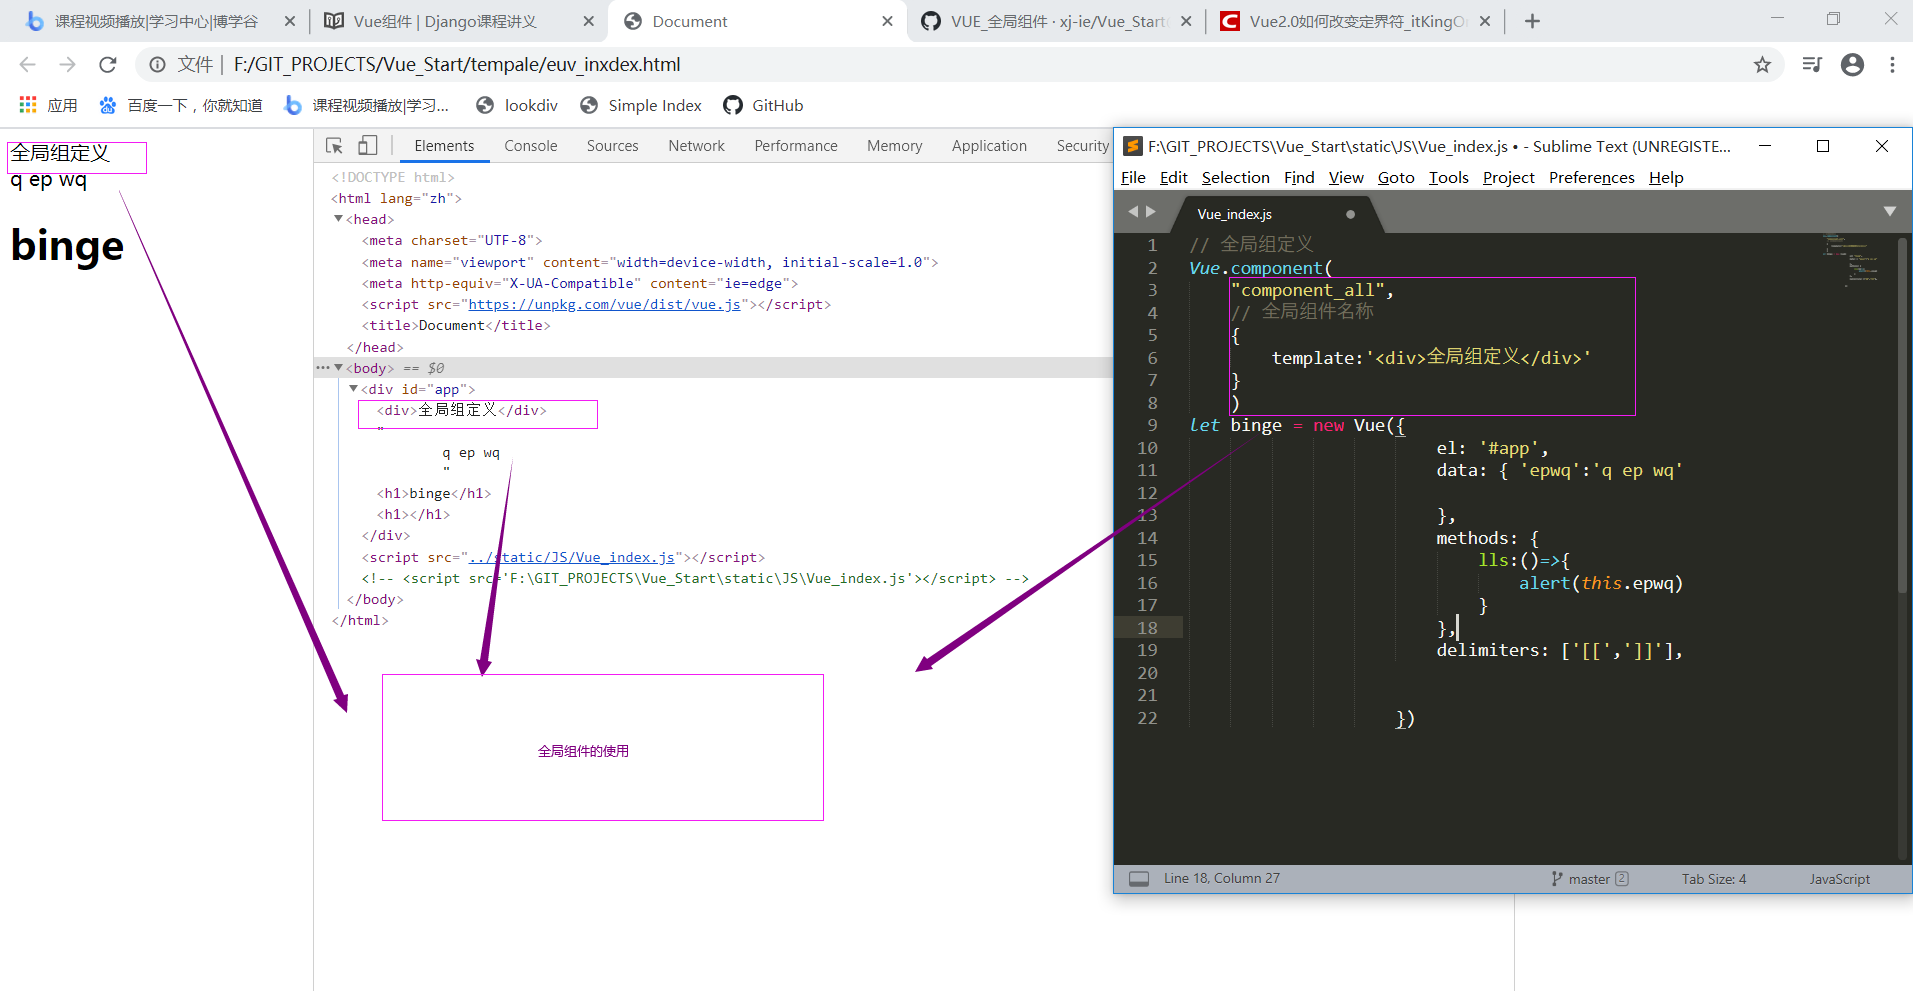 课程视频播放|学习中心|博学谷
Vue组件 | Django课程讲义
Document
VUE_全局组件 · xj-ie/Vue_Start
Vue2.0如何改变定界符_itKingOn
文件 | F:/GIT_PROJECTS/Vue_Start/tempale/euv_inxdex.html
应用
百度一下，你就知道
课程视频播放|学习...
lookdiv
Simple Index
GitHub
全局组定义
q ep wq
binge
Elements Console Sources Network Performance Memory Application Security
<!DOCTYPE html>
<html lang="zh">
<head>
<meta charset="UTF-8">
<meta name="viewport" content="width=device-width, initial-scale=1.0">
<meta http-equiv="X-UA-Compatible" content="ie=edge">
<script src="https://unpkg.com/vue/dist/vue.js"></script>
<title>Document</title>
</head>
<body> == $0
<div id="app">
<div>全局组定义</div>
"
q ep wq
"
<h1>binge</h1>
<h1></h1>
</div>
<script src="../static/JS/Vue_index.js"></script>
<!-- <script src='F:\GIT_PROJECTS\Vue_Start\static\JS\Vue_index.js'></script> -->
</body>
</html>
全局组件的使用
F:\GIT_PROJECTS\Vue_Start\static\JS\Vue_index.js • - Sublime Text (UNREGISTE...
File Edit Selection Find View Goto Tools Project Preferences Help
Vue_index.js
1 // 全局组定义
2 Vue.component(
3 "component_all",
4 // 全局组件名称
5 {
6 template:'<div>全局组定义</div>'
7 }
8 )
9 let binge = new Vue({
10 el: '#app',
11 data: { 'epwq':'q ep wq'
12
13 },
14 methods: {
15 lls:()=>{
16 alert(this.epwq)
17 }
18 },
19 delimiters: ['[[',']]'],
20
21
22 })
Line 18, Column 27
master 2
Tab Size: 4
JavaScript